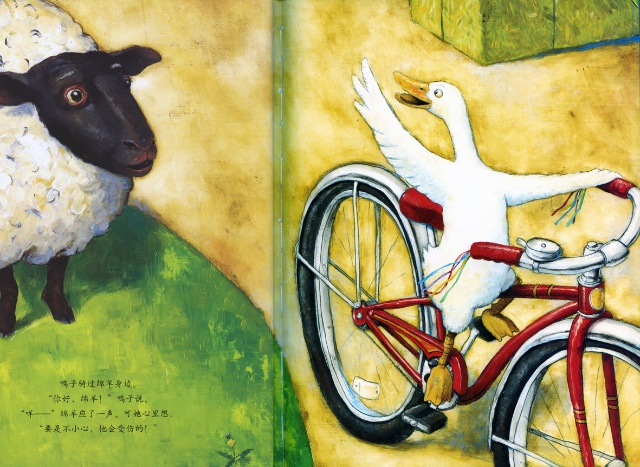 鸭子骑过绵羊身边。
“你好，绵羊！”鸭子说。
“咩——”绵羊应了一声，可她心里想：
“要是不小心，他会受伤的！”